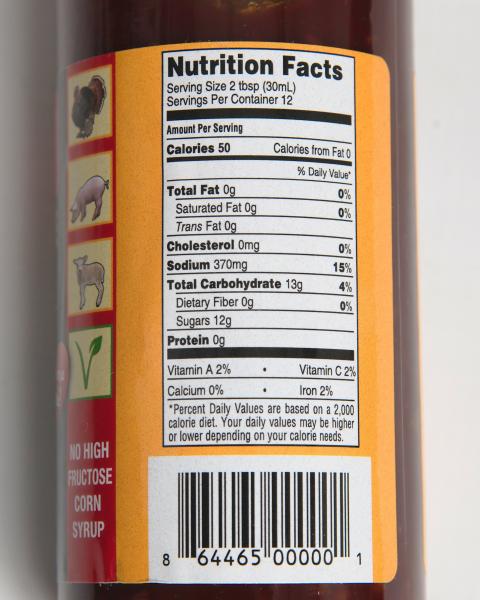 Nutrition Facts
Serving Size 2 tbsp (30mL)
Servings Per Container 12
Amount Per Serving
Calories 50 Calories from Fat 0
% Daily Value*
Total Fat 0g 0%
Saturated Fat 0g 0%
Trans Fat 0g
Cholesterol 0mg 0%
Sodium 370mg 15%
Total Carbohydrate 13g 4%
Dietary Fiber 0g 0%
Sugars 12g
Protein 0g
Vitamin A 2% • Vitamin C 2%
Calcium 0% • Iron 2%
*Percent Daily Values are based on a 2,000
calorie diet. Your daily values may be higher
or lower depending on your calorie needs.
NO HIGH
FRUCTOSE
CORN
SYRUP
8 64465 00000 1